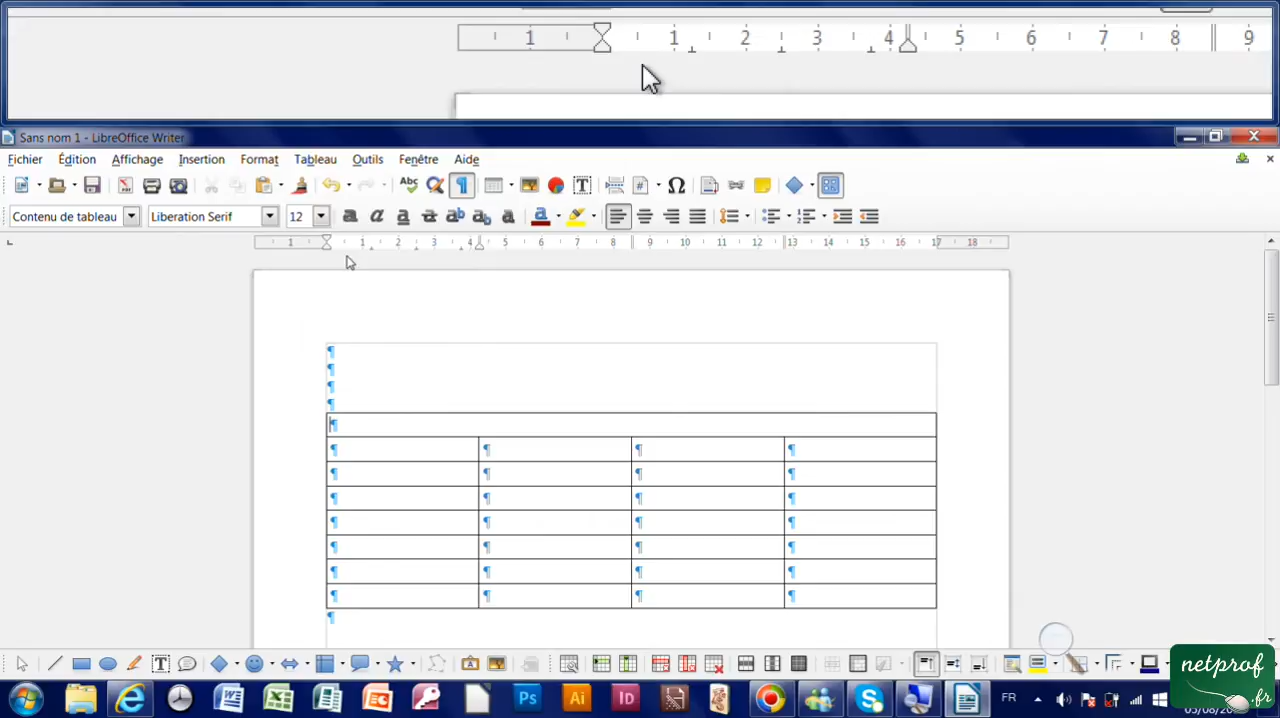 1 1 2 3 4 5 6 7 8 9
Sans nom 1 - LibreOffice Writer
Fichier Édition Affichage Insertion Format Tableau Outils Fenêtre Aide
Contenu de tableau Liberation Serif 12
1 1 2 3 4 5 6 7 8 9 10 11 12 13 14 15 16 17 18
¶
¶
¶
¶
¶
¶ ¶ ¶ ¶
¶ ¶ ¶ ¶
¶ ¶ ¶ ¶
¶ ¶ ¶ ¶
¶ ¶ ¶ ¶
¶ ¶ ¶ ¶
¶ ¶ ¶ ¶
¶
FR
netprof
.fr